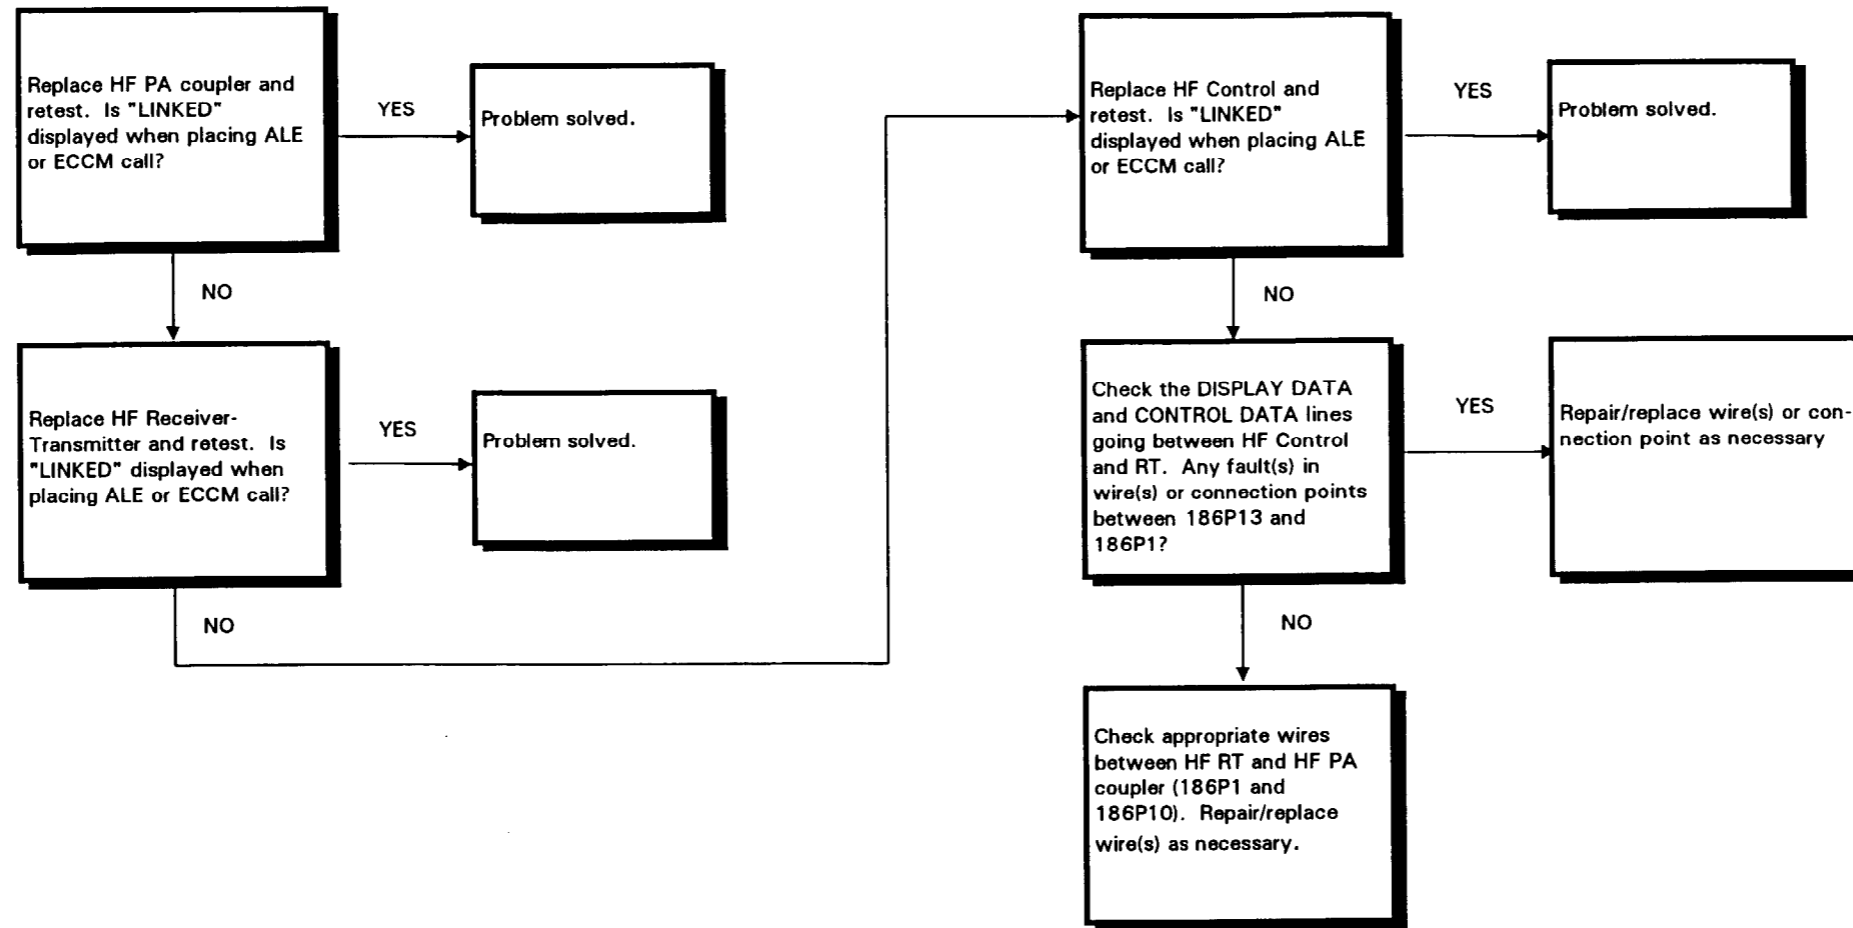 Replace HF PA coupler and
retest. Is "LINKED"
displayed when placing ALE
or ECCM call?
YES
Problem solved.
NO
Replace HF Receiver-
Transmitter and retest. Is
"LINKED" displayed when
placing ALE or ECCM call?
YES
Problem solved.
NO
Replace HF Control and
retest. Is "LINKED"
displayed when placing ALE
or ECCM call?
YES
Problem solved.
NO
Check the DISPLAY DATA
and CONTROL DATA lines
going between HF Control
and RT. Any fault(s) in
wire(s) or connection points
between 186P13 and
186P1?
YES
Repair/replace wire(s) or con-
nection point as necessary
NO
Check appropriate wires
between HF RT and HF PA
coupler (186P1 and
186P10). Repair/replace
wire(s) as necessary.